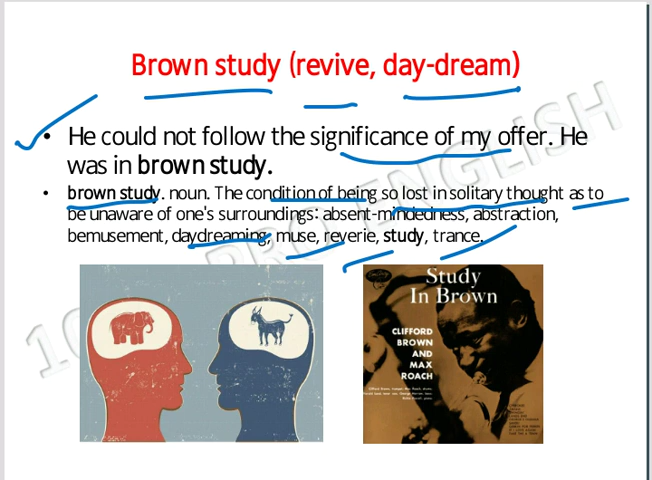 Brown study (revive, day-dream)
• He could not follow the significance of my offer. He
was in brown study.
• brown study. noun. The condition of being so lost in solitary thought as to
be unaware of one's surroundings: absent-mindedness, abstraction,
bemusement, daydreaming, muse, reverie, study, trance.
Study
In Brown
CLIFFORD
BROWN
AND
MAX
ROACH
PRO ENGLISH